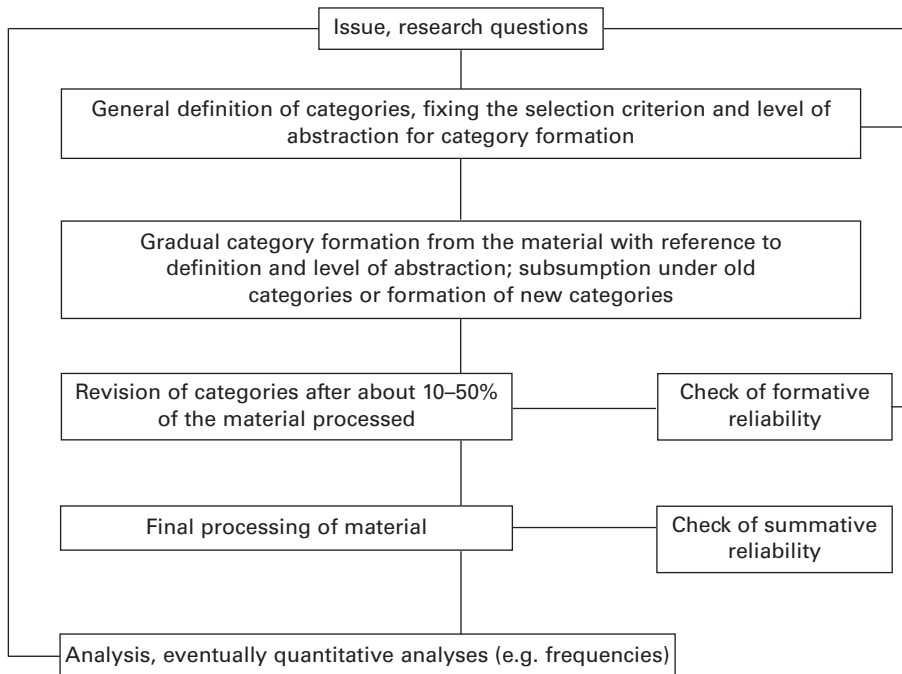 Issue, research questions
General definition of categories, fixing the selection criterion and level of
abstraction for category formation
Gradual category formation from the material with reference to
definition and level of abstraction; subsumption under old
categories or formation of new categories
Revision of categories after about 10–50%
of the material processed
Check of formative
reliability
Final processing of material
Check of summative
reliability
Analysis, eventually quantitative analyses (e.g. frequencies)